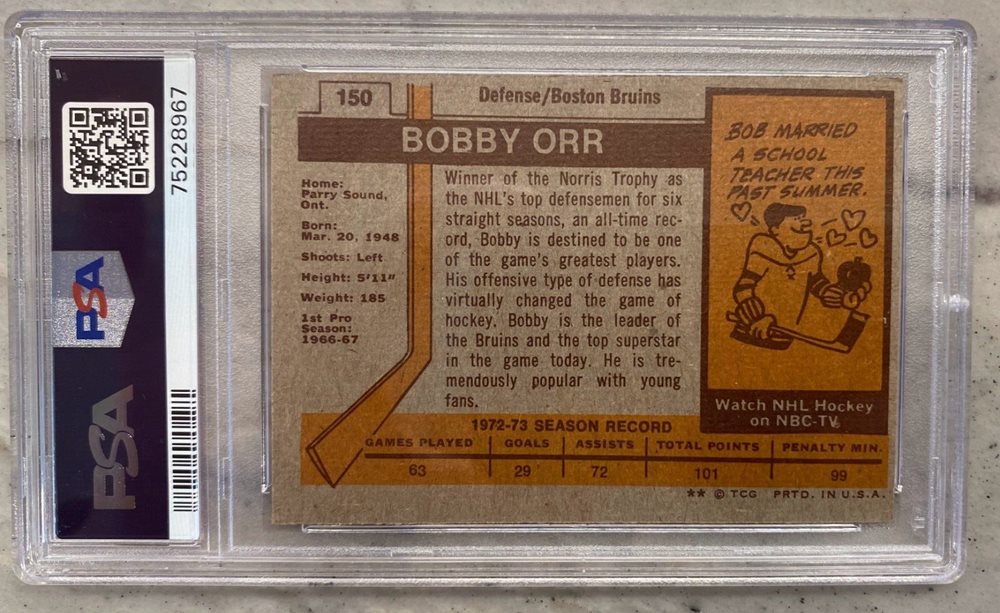 75228967
PSA
PSA
150
Defense/Boston Bruins
BOBBY ORR
Home:
Parry Sound,
Ont.
Born:
Mar. 20, 1948
Shoots: Left
Height: 5'11"
Weight: 185
1st Pro
Season:
1966-67
Winner of the Norris Trophy as
the NHL's top defensemen for six
straight seasons, an all-time rec-
ord, Bobby is destined to be one
of the game's greatest players.
His offensive type of defense has
virtually changed the game of
hockey. Bobby is the leader of
the Bruins and the top superstar
in the game today. He is tre-
mendously popular with young
fans.
BOB MARRIED
A SCHOOL
TEACHER THIS
PAST SUMMER.
Watch NHL Hockey
on NBC-TV
1972-73 SEASON RECORD
GAMES PLAYED GOALS ASSISTS TOTAL POINTS PENALTY MIN.
63 29 72 101 99
** © TCG PRTD. IN U.S.A.